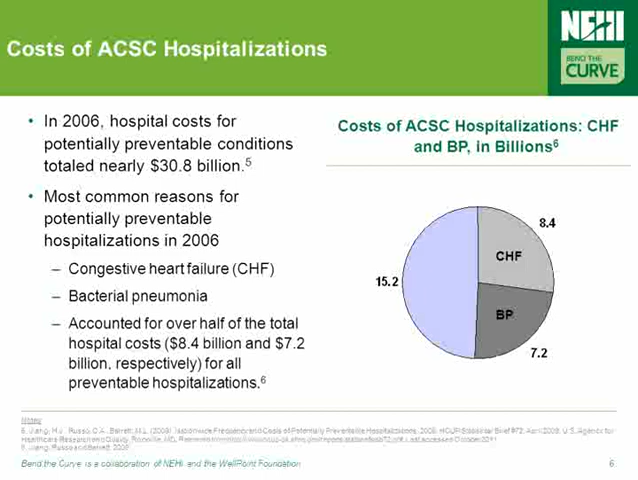 Costs of ACSC Hospitalizations
NEHI
BEND THE
CURVE
• In 2006, hospital costs for
potentially preventable conditions
totaled nearly $30.8 billion.5
• Most common reasons for
potentially preventable
hospitalizations in 2006
– Congestive heart failure (CHF)
– Bacterial pneumonia
– Accounted for over half of the total
hospital costs ($8.4 billion and $7.2
billion, respectively) for all
preventable hospitalizations.6
Costs of ACSC Hospitalizations: CHF
and BP, in Billions6
8.4
CHF
15.2
BP
7.2
Notes
Bend the Curve is a collaboration of NEHI and the WellPoint Foundation
6